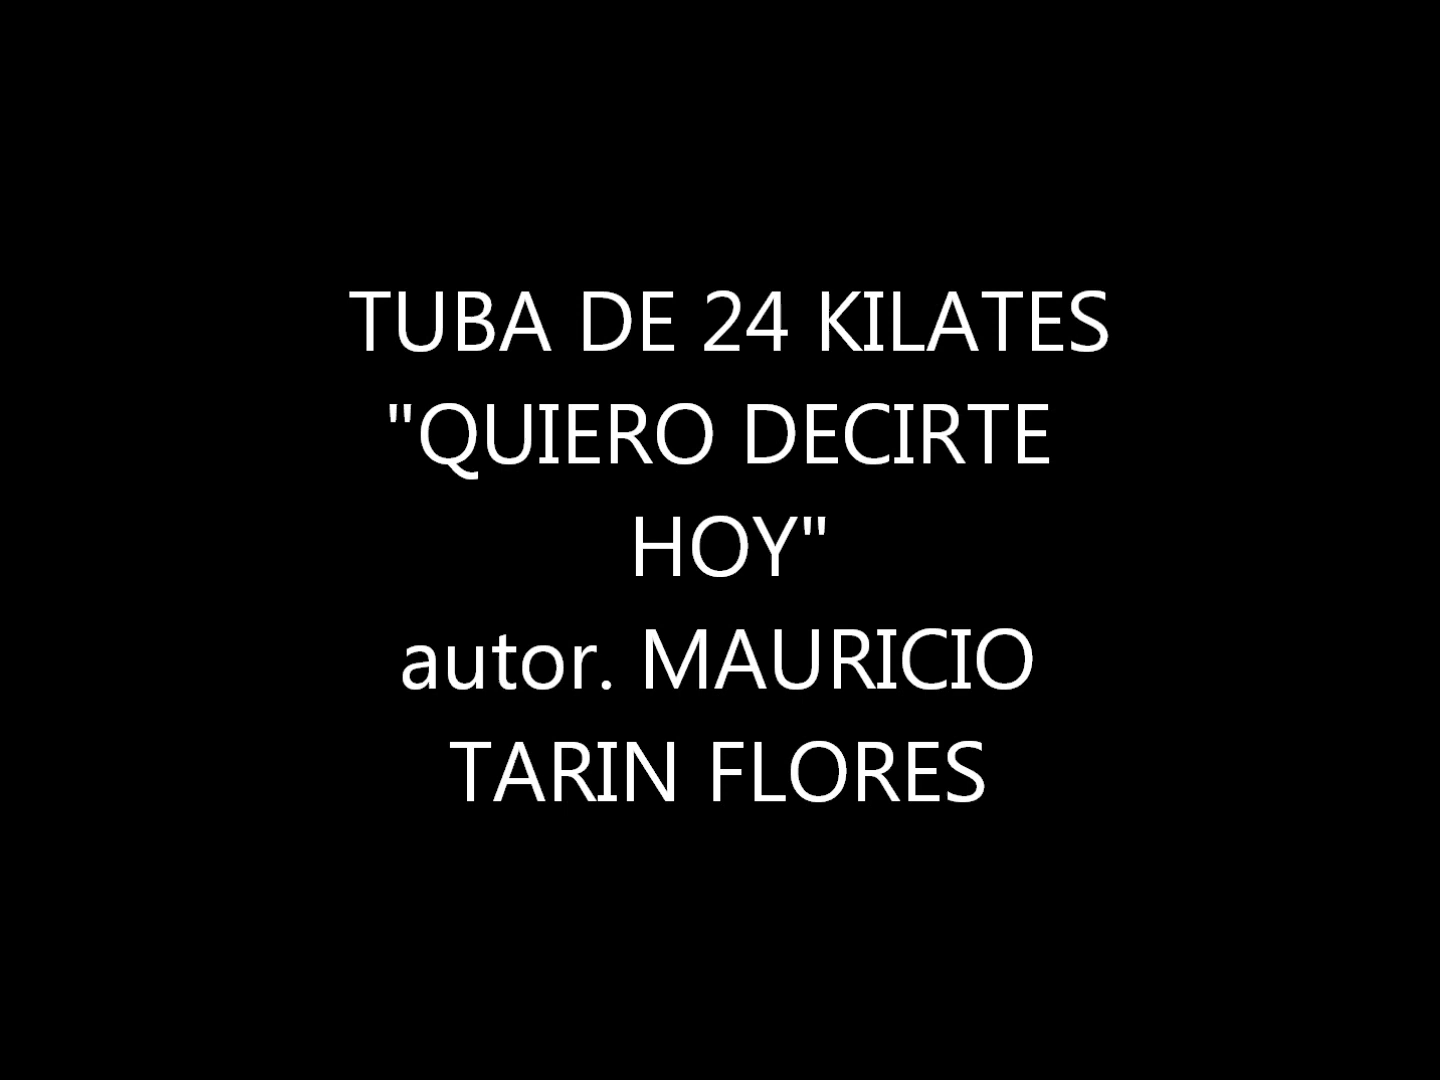 TUBA DE 24 KILATES
"QUIERO DECIRTE
HOY"
autor. MAURICIO
TARIN FLORES